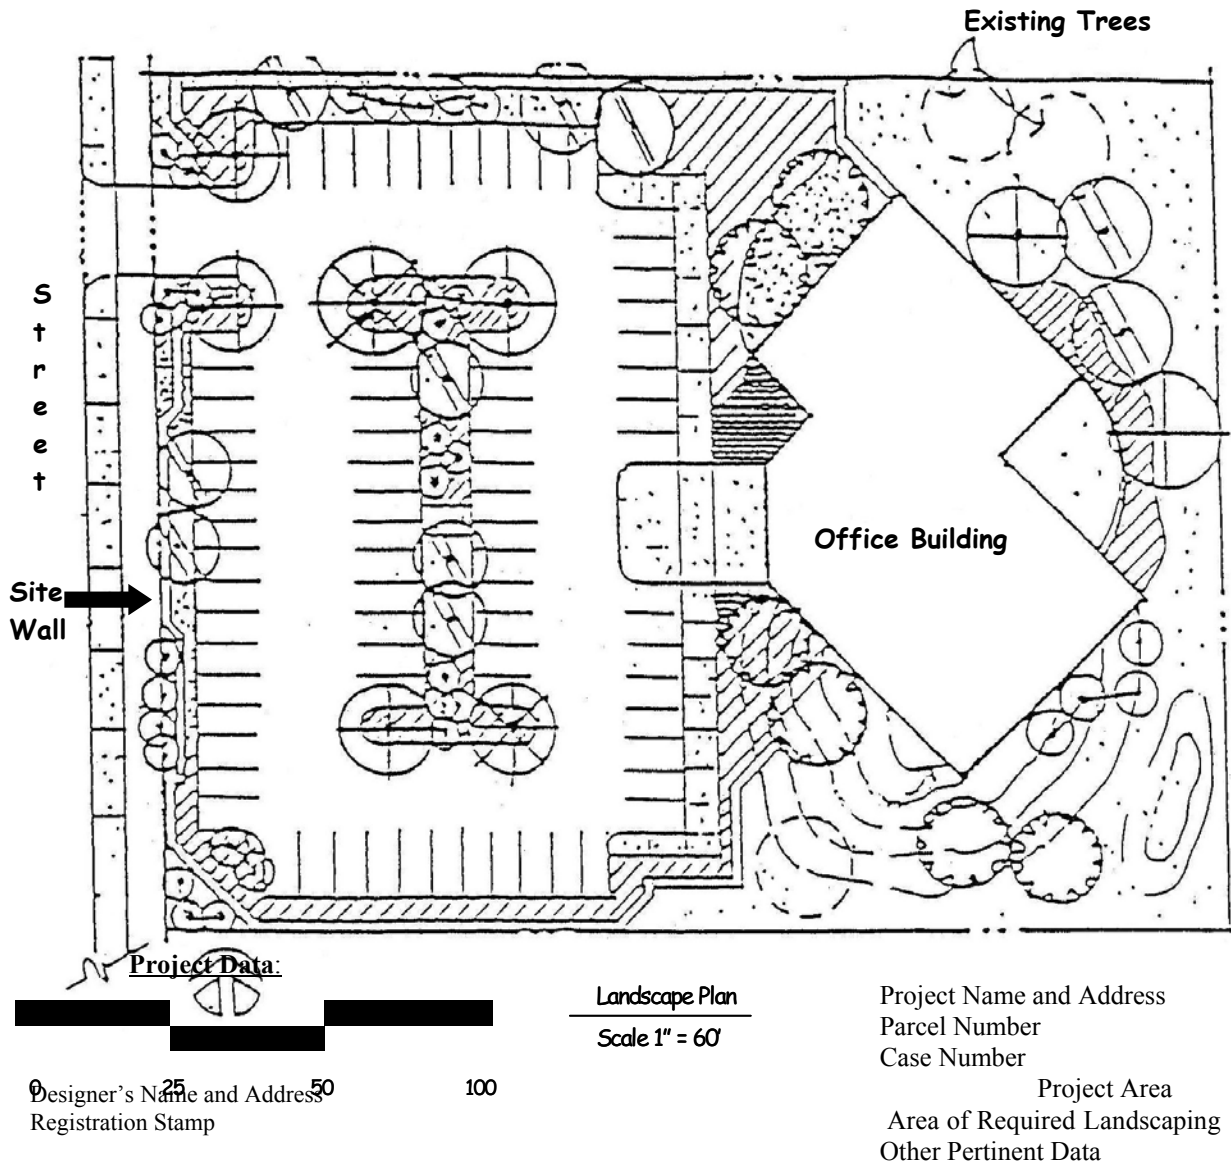 Existing Trees
Street
Office Building
Site
Wall
Project Data:
Landscape Plan
Scale 1" = 60'
0 25 50 100
Designer's Name and Address
Registration Stamp
Project Name and Address
Parcel Number
Case Number
Project Area
Area of Required Landscaping
Other Pertinent Data